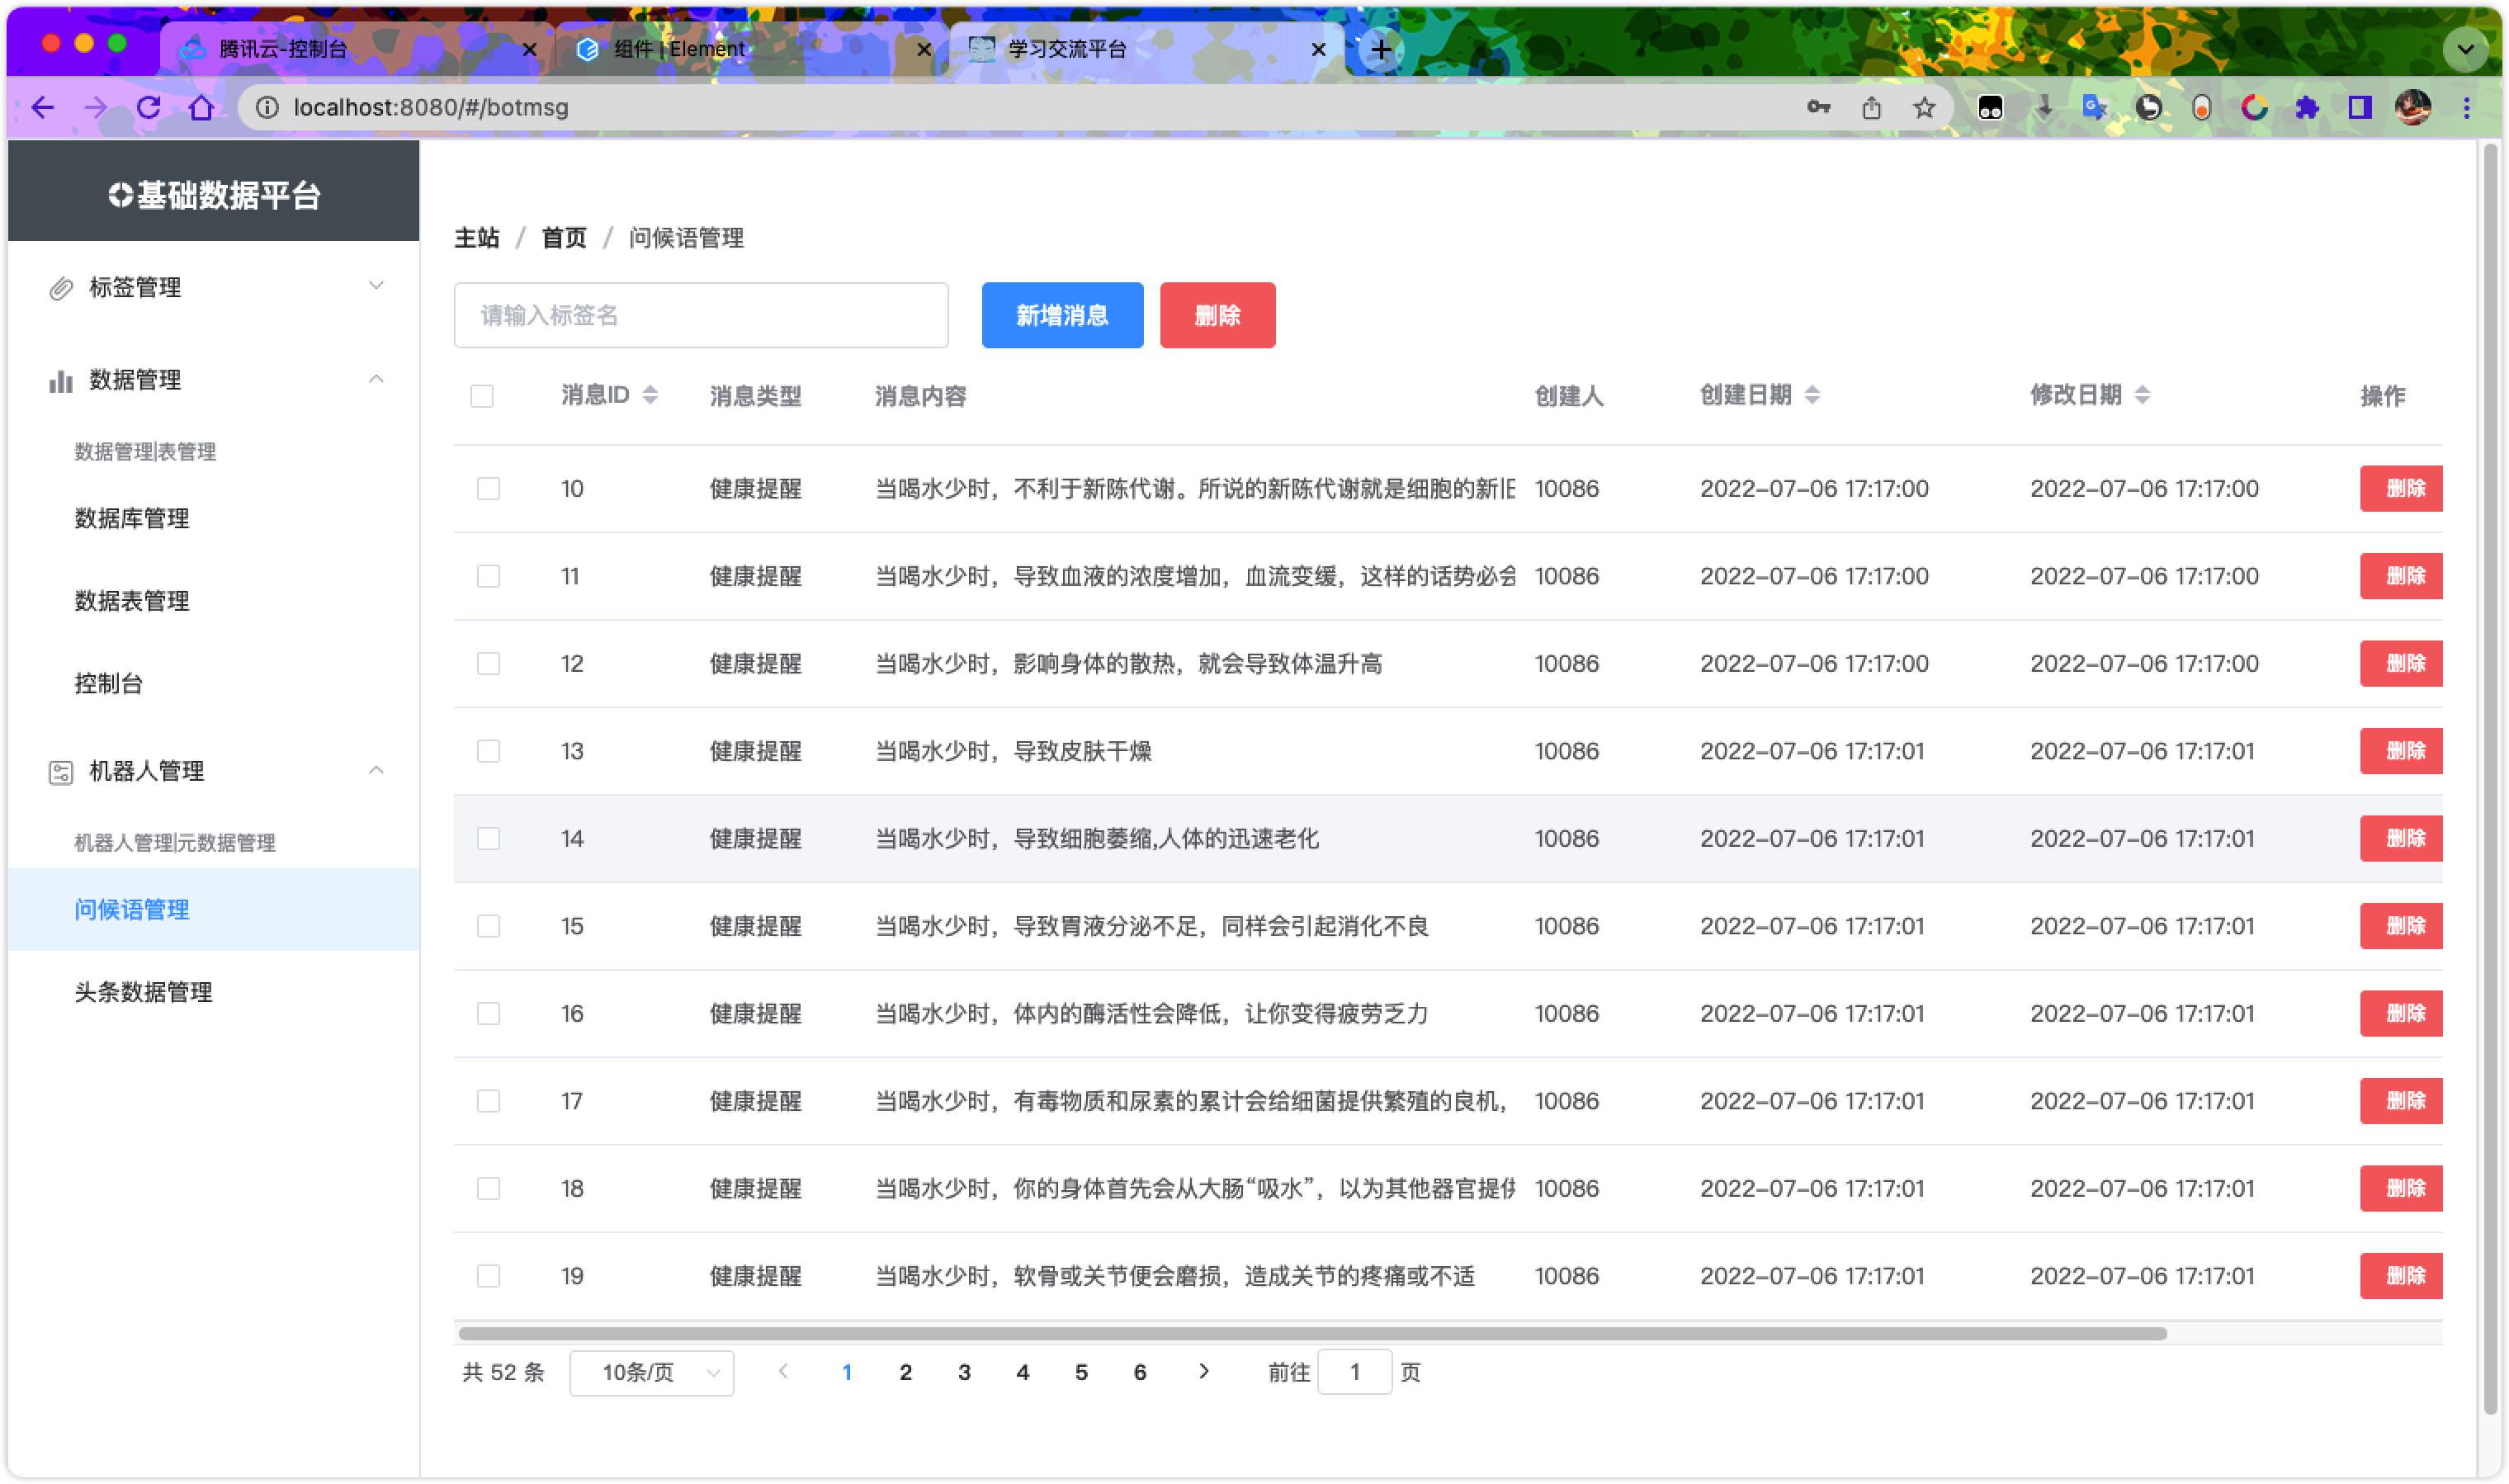 腾讯云-控制台
组件 | Element
学习交流平台
localhost:8080/#/botmsg
基础数据平台
标签管理
数据管理
数据管理|表管理
数据库管理
数据表管理
控制台
机器人管理
机器人管理|元数据管理
问候语管理
头条数据管理
主站 / 首页 / 问候语管理
请输入标签名 新增消息 删除
消息ID 消息类型 消息内容 创建人 创建日期 修改日期 操作
10 健康提醒 当喝水少时，不利于新陈代谢。所说的新陈代谢就是细胞的新旧 10086 2022-07-06 17:17:00 2022-07-06 17:17:00 删除
11 健康提醒 当喝水少时，导致血液的浓度增加，血流变缓，这样的话势必会 10086 2022-07-06 17:17:00 2022-07-06 17:17:00 删除
12 健康提醒 当喝水少时，影响身体的散热，就会导致体温升高 10086 2022-07-06 17:17:00 2022-07-06 17:17:00 删除
13 健康提醒 当喝水少时，导致皮肤干燥 10086 2022-07-06 17:17:01 2022-07-06 17:17:01 删除
14 健康提醒 当喝水少时，导致细胞萎缩,人体的迅速老化 10086 2022-07-06 17:17:01 2022-07-06 17:17:01 删除
15 健康提醒 当喝水少时，导致胃液分泌不足，同样会引起消化不良 10086 2022-07-06 17:17:01 2022-07-06 17:17:01 删除
16 健康提醒 当喝水少时，体内的酶活性会降低，让你变得疲劳乏力 10086 2022-07-06 17:17:01 2022-07-06 17:17:01 删除
17 健康提醒 当喝水少时，有毒物质和尿素的累计会给细菌提供繁殖的良机， 10086 2022-07-06 17:17:01 2022-07-06 17:17:01 删除
18 健康提醒 当喝水少时，你的身体首先会从大肠“吸水”，以为其他器官提供 10086 2022-07-06 17:17:01 2022-07-06 17:17:01 删除
19 健康提醒 当喝水少时，软骨或关节便会磨损，造成关节的疼痛或不适 10086 2022-07-06 17:17:01 2022-07-06 17:17:01 删除
共 52 条 10条/页 1 2 3 4 5 6 前往 1 页